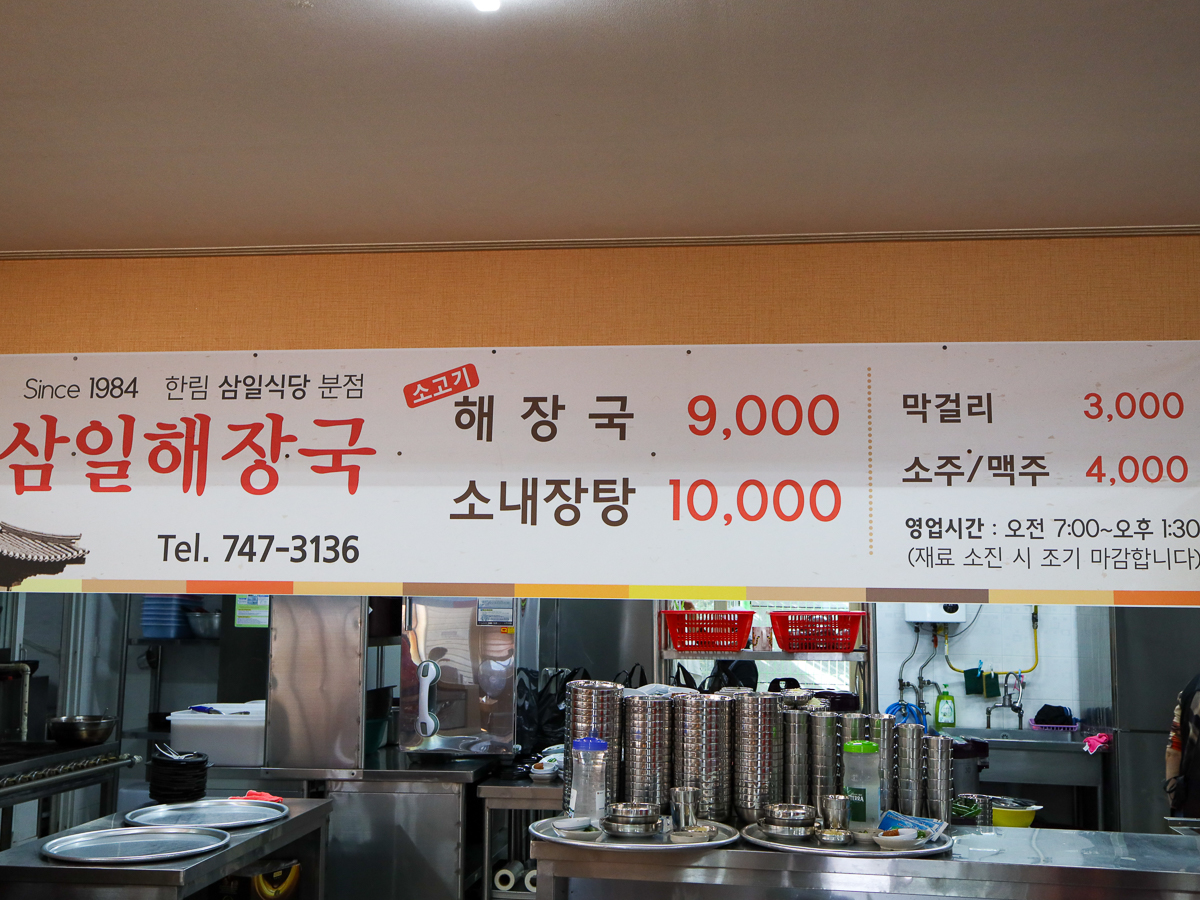 Since 1984 한림 삼일식당 분점
삼일해장국
Tel. 747-3136
소고기
해장국 9,000
소내장탕 10,000
막걸리 3,000
소주/맥주 4,000
영업시간 : 오전 7:00~오후 1:30
(재료 소진 시 조기 마감합니다)